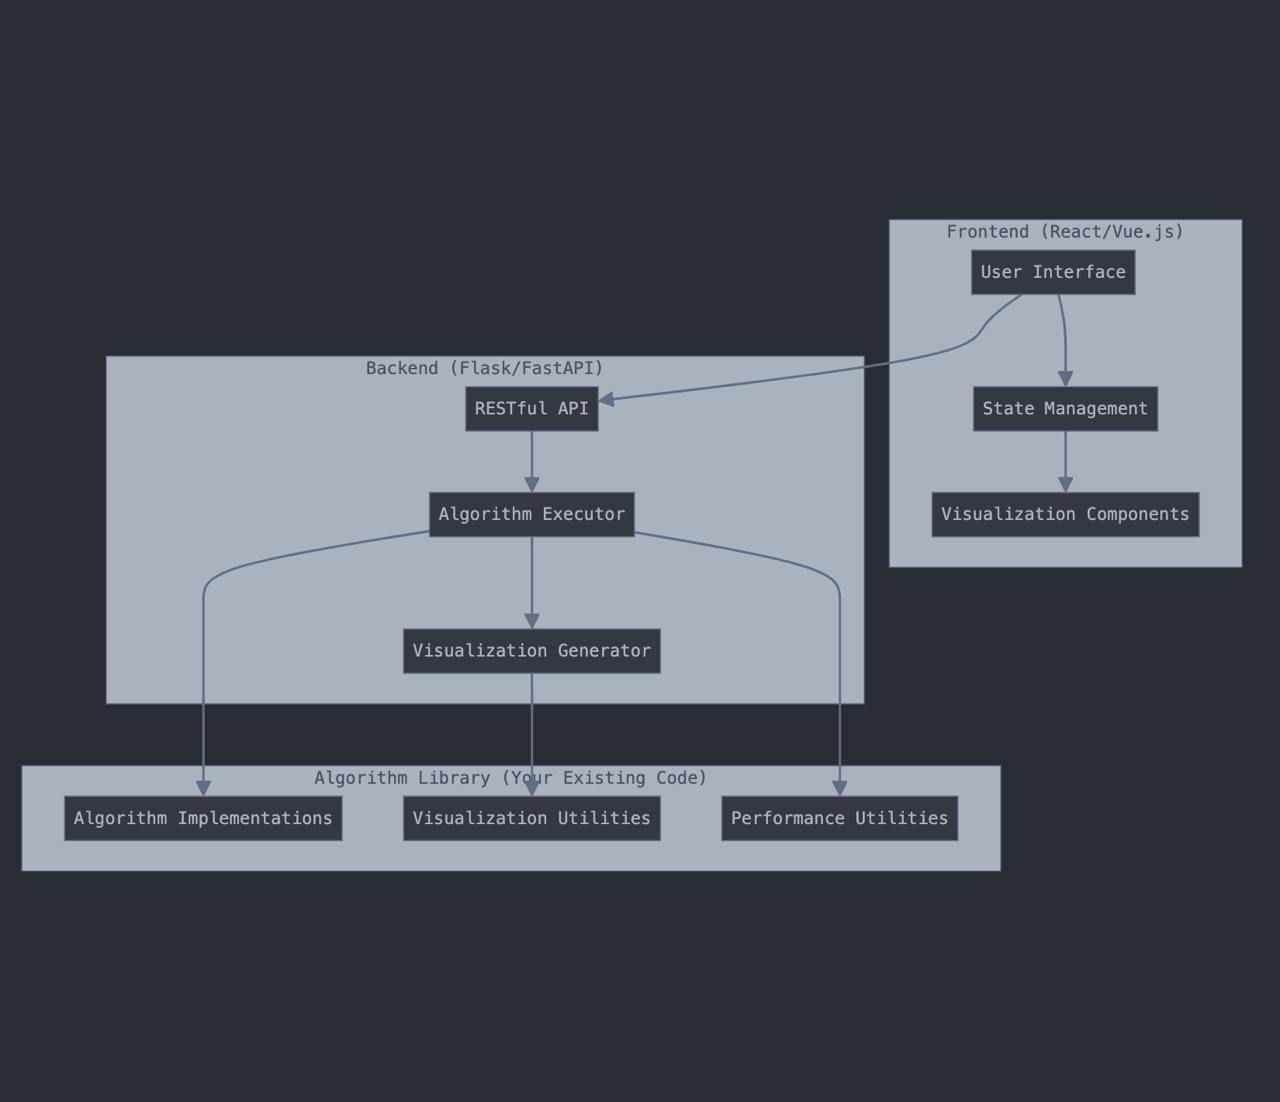 Frontend (React/Vue.js)
User Interface
State Management
Visualization Components
Backend (Flask/FastAPI)
RESTful API
Algorithm Executor
Visualization Generator
Algorithm Library (Your Existing Code)
Algorithm Implementations
Visualization Utilities
Performance Utilities